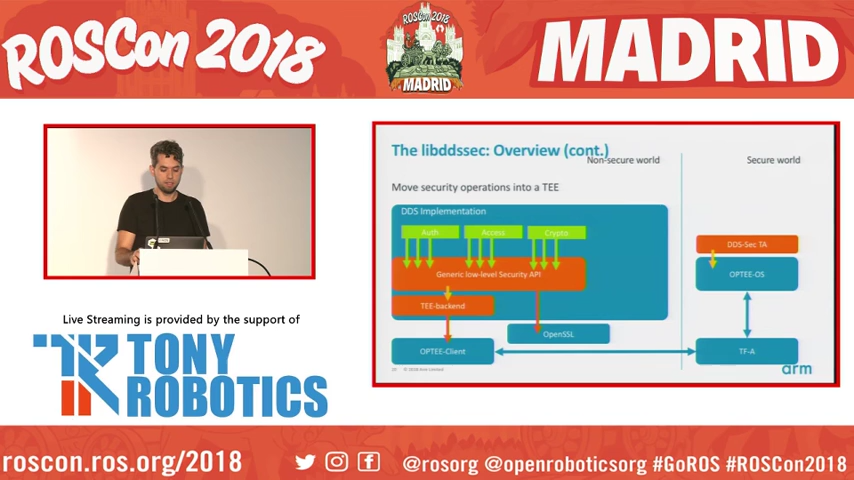 ROSCon 2018
ROSCON 2018
MADRID
MADRID
The libddssec: Overview (cont.)
Non-secure world
Secure world
Move security operations into a TEE
DDS Implementation
Auth
Access
Crypto
DDS-Sec TA
Generic low-level Security API
OPTEE-OS
TEE-backend
OpenSSL
OPTEE-Client
TF-A
arm
Live Streaming is provided by the support of
TONY
ROBOTICS
roscon.ros.org/2018
@rosorg @openroboticsorg #GoROS #ROSCon2018